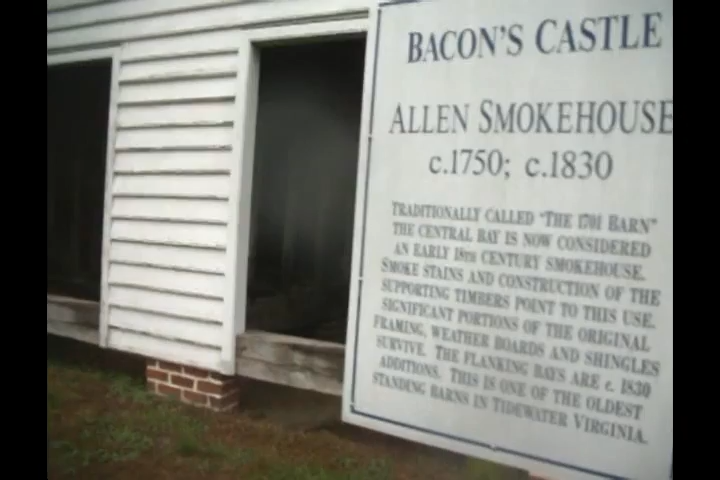 BACON'S CASTLE
ALLEN SMOKEHOUSE
c.1750; c.1830
TRADITIONALLY CALLED "THE 1701 BARN"
THE CENTRAL BAY IS NOW CONSIDERED
AN EARLY 18TH CENTURY SMOKEHOUSE.
SMOKE STAINS AND CONSTRUCTION OF THE
SUPPORTING TIMBERS POINT TO THIS USE.
SIGNIFICANT PORTIONS OF THE ORIGINAL
FRAMING, WEATHER BOARDS AND SHINGLES
SURVIVE. THE FLANKING BAYS ARE c. 1830
ADDITIONS. THIS IS ONE OF THE OLDEST
STANDING BARNS IN TIDEWATER VIRGINIA.